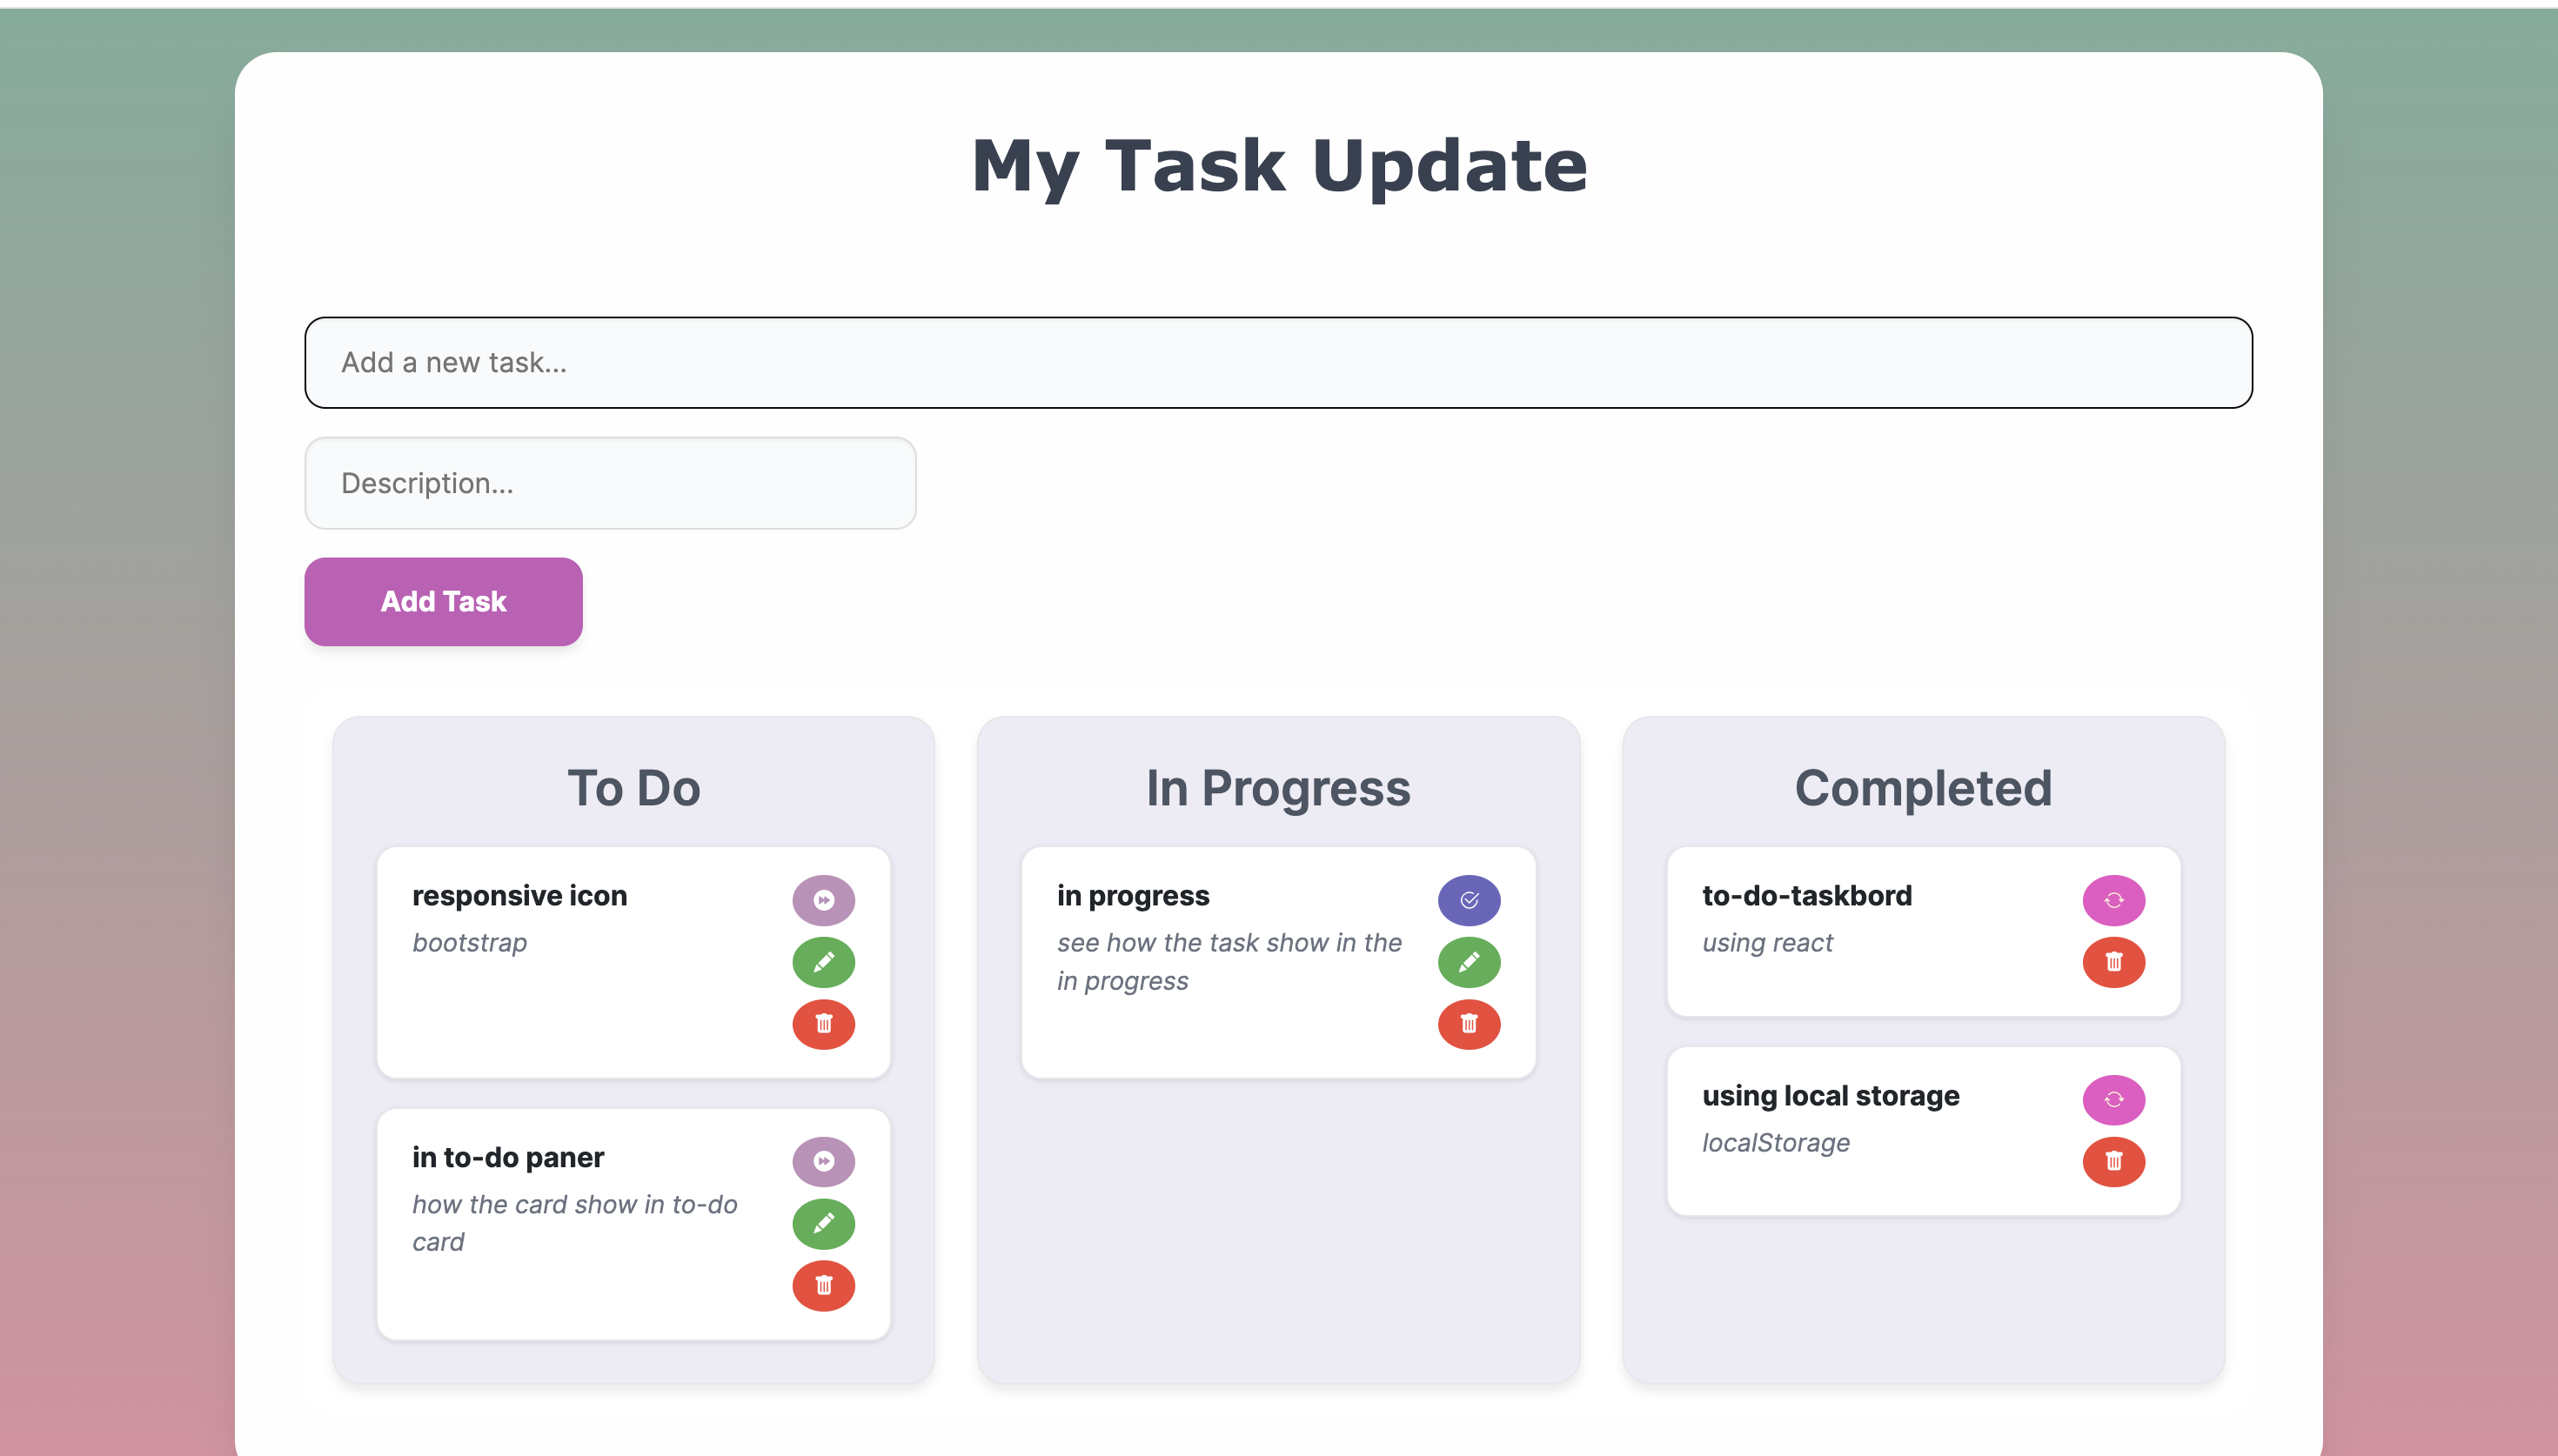 My Task Update
Add a new task...
Description...
Add Task
To Do
responsive icon
bootstrap
in to-do paner
how the card show in to-do
card
In Progress
in progress
see how the task show in the
in progress
Completed
to-do-taskbord
using react
using local storage
localStorage